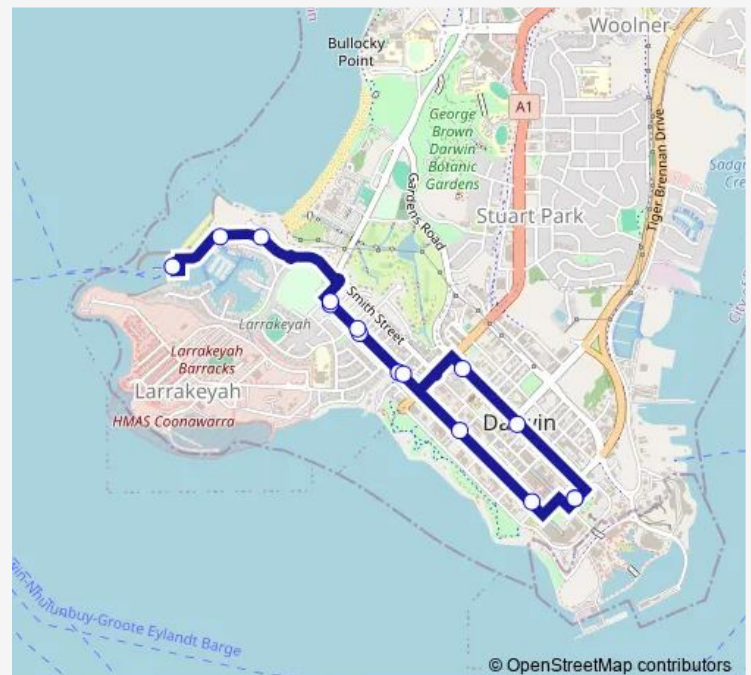 Woolner
Bullocky
Point
A1
George
Brown
Darwin
Botanic
Gardens
Tiger Brennan Drive
Gardens Road
Stuart Park
Smith Street
Larrakeyah
Larrakeyah
Barracks
Larrakeyah
HMAS Coonawarra
Darwin
Nhulunbuy-Groote Eylandt Barge
© OpenStreetMap contributors